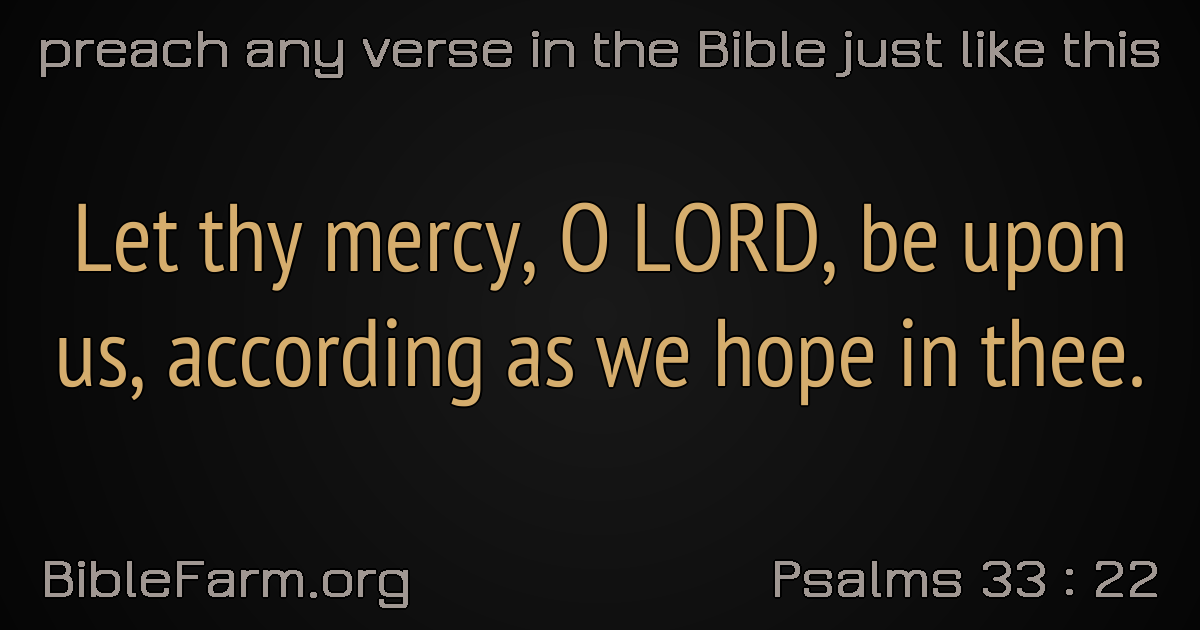 preach any verse in the Bible just like this
Let thy mercy, O LORD, be upon
us, according as we hope in thee.
BibleFarm.org
Psalms 33 : 22